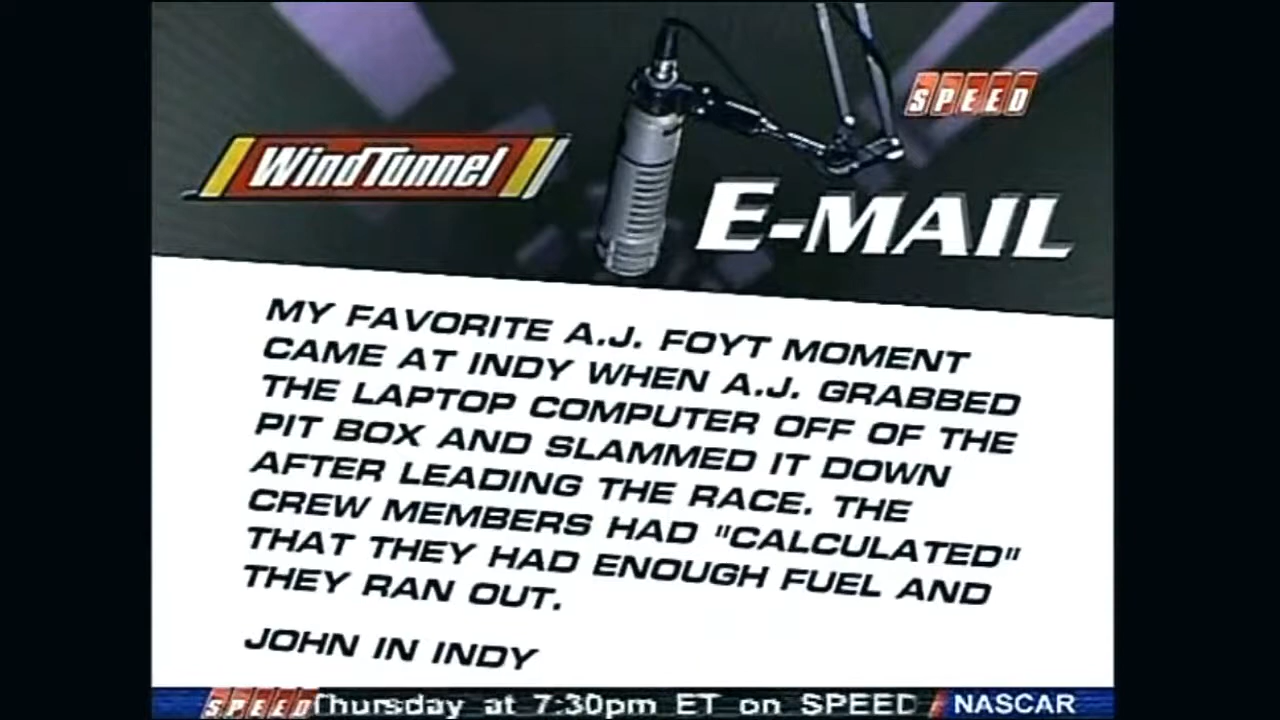 SPEED
WindTunnel
E-MAIL
MY FAVORITE A.J. FOYT MOMENT
CAME AT INDY WHEN A.J. GRABBED
THE LAPTOP COMPUTER OFF OF THE
PIT BOX AND SLAMMED IT DOWN
AFTER LEADING THE RACE. THE
CREW MEMBERS HAD "CALCULATED"
THAT THEY HAD ENOUGH FUEL AND
THEY RAN OUT.
JOHN IN INDY
SPEED Thursday at 7:30pm ET on SPEED NASCAR